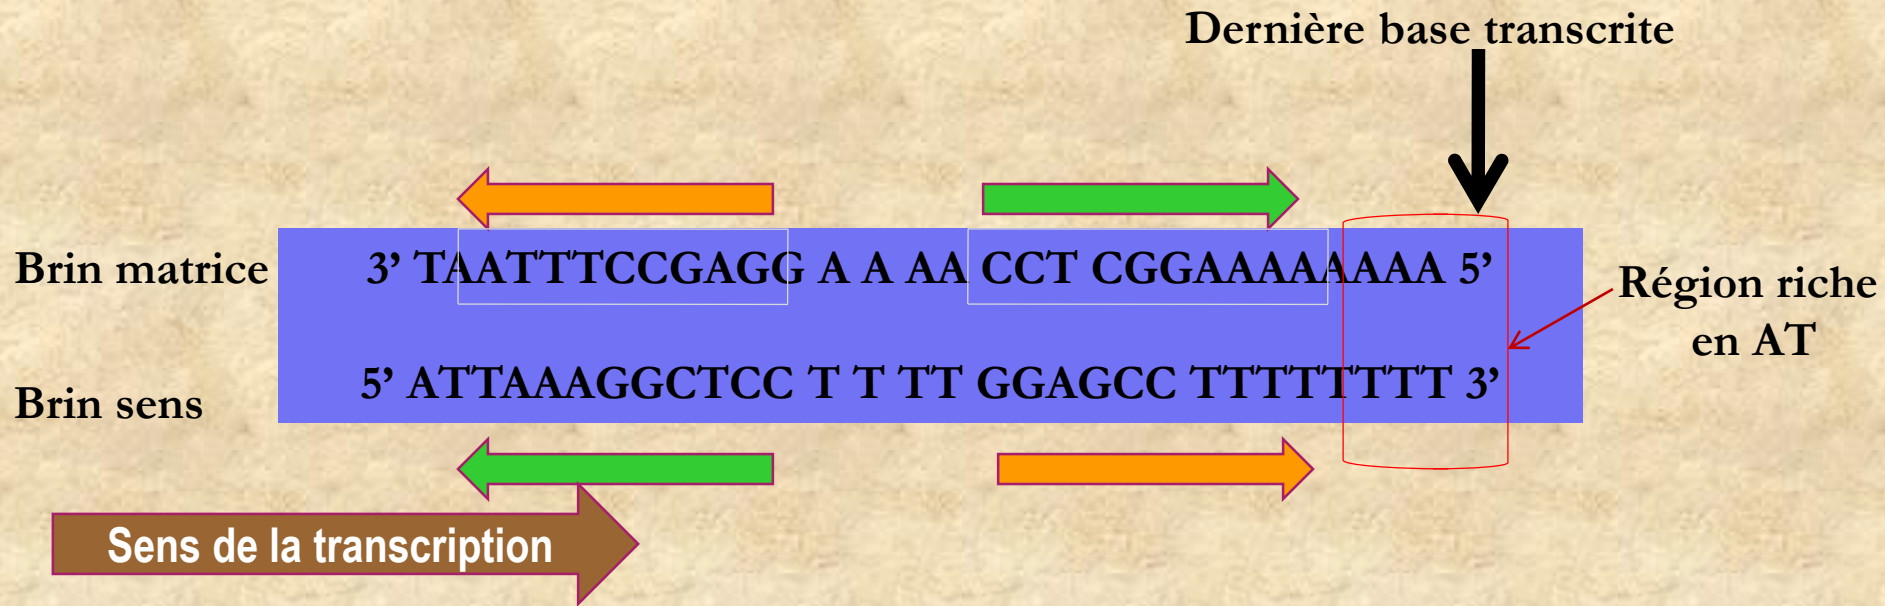 Dernière base transcrite
Brin matrice
3’ TAATTTCCGAGG A A AA CCT CGGAAAAAAAA 5’
Région riche
en AT
5’ ATTAAAGGCTCC T T TT GGAGCC TTTTTTTT 3’
Brin sens
Sens de la transcription